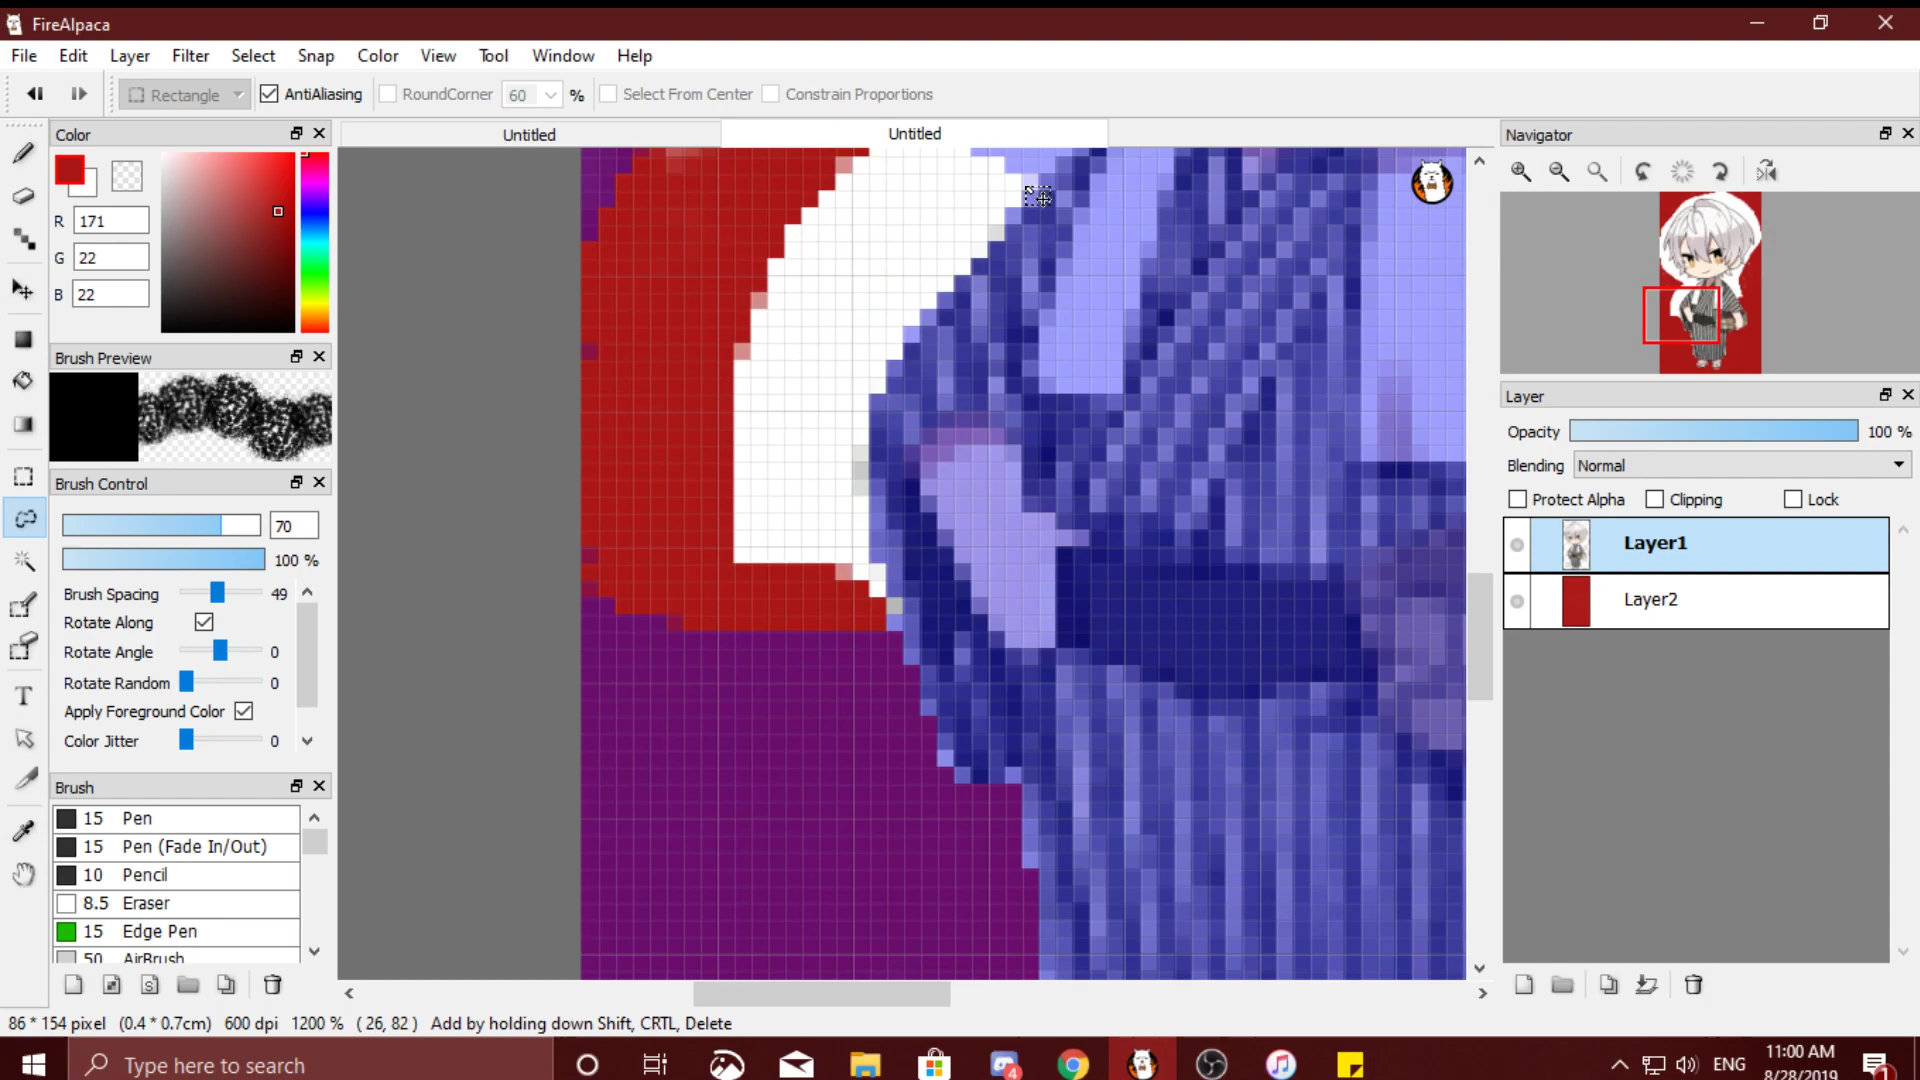 FireAlpaca
File Edit Layer Filter Select Snap Color View Tool Window Help
Rectangle AntiAliasing RoundCorner 60 % Select From Center Constrain Proportions
Color
Untitled Untitled
Navigator
R 171
G 22
B 22
Brush Preview
Layer
Opacity 100 %
Blending Normal
Brush Control
Protect Alpha Clipping Lock
70
Layer1
100 %
Brush Spacing 49
Layer2
Rotate Along
Rotate Angle 0
Rotate Random 0
Apply Foreground Color
Color Jitter 0
Brush
15 Pen
15 Pen (Fade In/Out)
10 Pencil
8.5 Eraser
15 Edge Pen
50 AirBrush
S
T
86 * 154 pixel (0.4 * 0.7cm) 600 dpi 1200 % ( 26, 82 ) Add by holding down Shift, CRTL, Delete
Type here to search
4
ENG
11:00 AM
8/28/2019
1